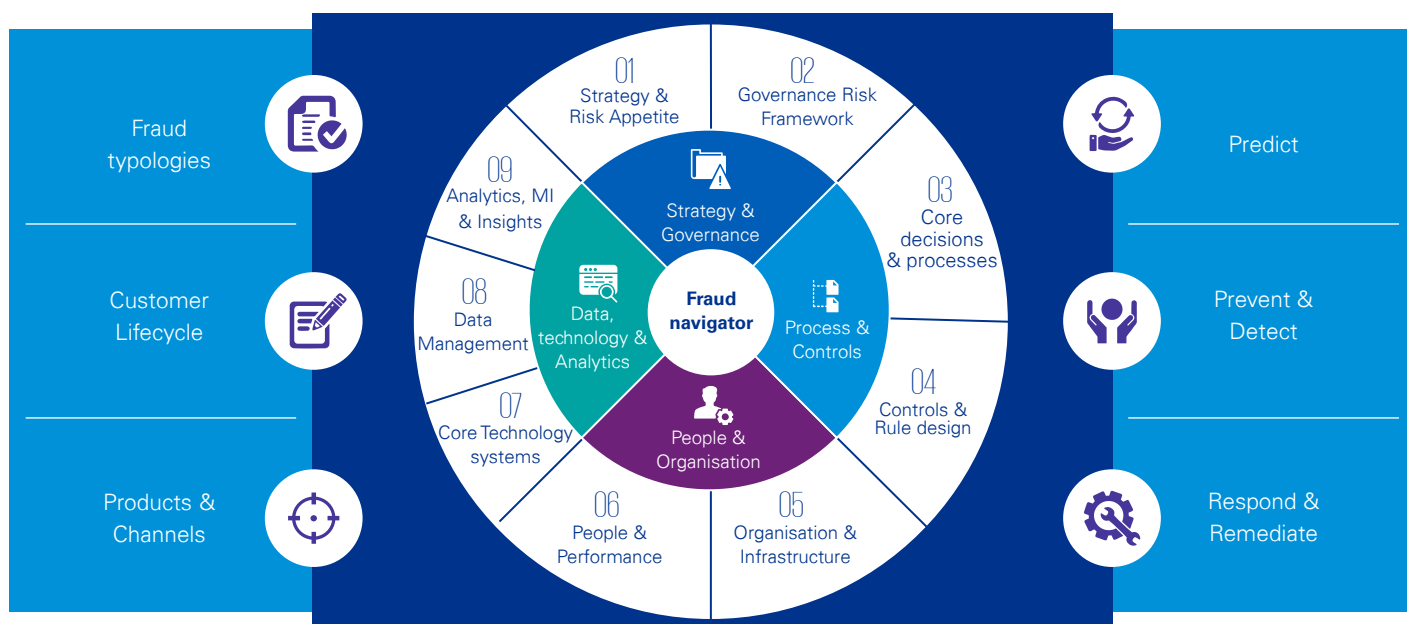 Fraud
typologies
Customer
Lifecycle
Products &
Channels
01
Strategy &
Risk Appetite
02
Governance Risk
Framework
03
Core
decisions
& processes
04
Controls &
Rule design
05
Organisation &
Infrastructure
06
People &
Performance
07
Core Technology
systems
08
Data
Management
09
Analytics, MI
& Insights
Strategy &
Governance
Process &
Controls
People &
Organisation
Data,
technology &
Analytics
Fraud
navigator
Predict
Prevent &
Detect
Respond &
Remediate